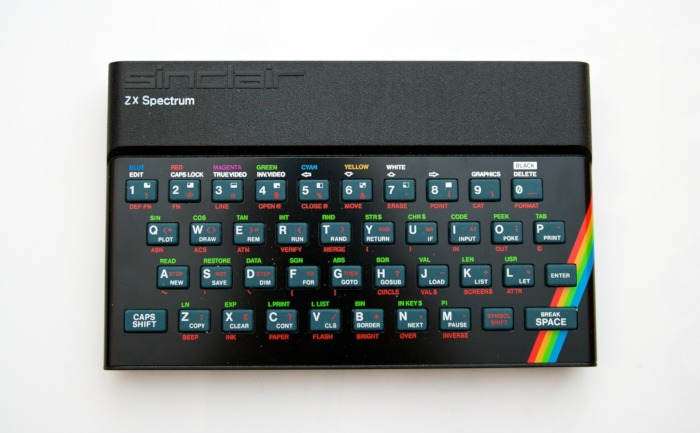 sinclair
ZX Spectrum
BLUE RED MAGENTA GREEN CYAN YELLOW WHITE BLACK
EDIT CAPS LOCK TRUE VIDEO INV.VIDEO GRAPHICS DELETE
1 2 3 4 5 6 7 8 9 0
DEF FN FN LINE OPEN # CLOSE # MOVE ERASE POINT CAT FORMAT
SIN COS TAN INT RND STR $ CHR $ CODE PEEK TAB
Q W E R T Y U I O P
PLOT DRAW REM RUN RAND RETURN IF INPUT POKE PRINT
ASN ACS ATN VERIFY MERGE [ ] IN OUT ©
READ RESTORE DATA SGN ABS SQR VAL LEN USR
A STOP S D STEP F TO G THEN H J K L ENTER
NEW SAVE DIM FOR GOTO GOSUB LOAD LIST LET
CIRCLE VAL $ SCREEN $ ATTR
LN EXP L PRINT L LIST BIN IN KEY $ PI
CAPS SHIFT Z X C V B N M SYMBOL SHIFT BREAK SPACE
COPY CLEAR CONT CLS BORDER NEXT PAUSE
BEEP INK PAPER FLASH BRIGHT OVER INVERSE